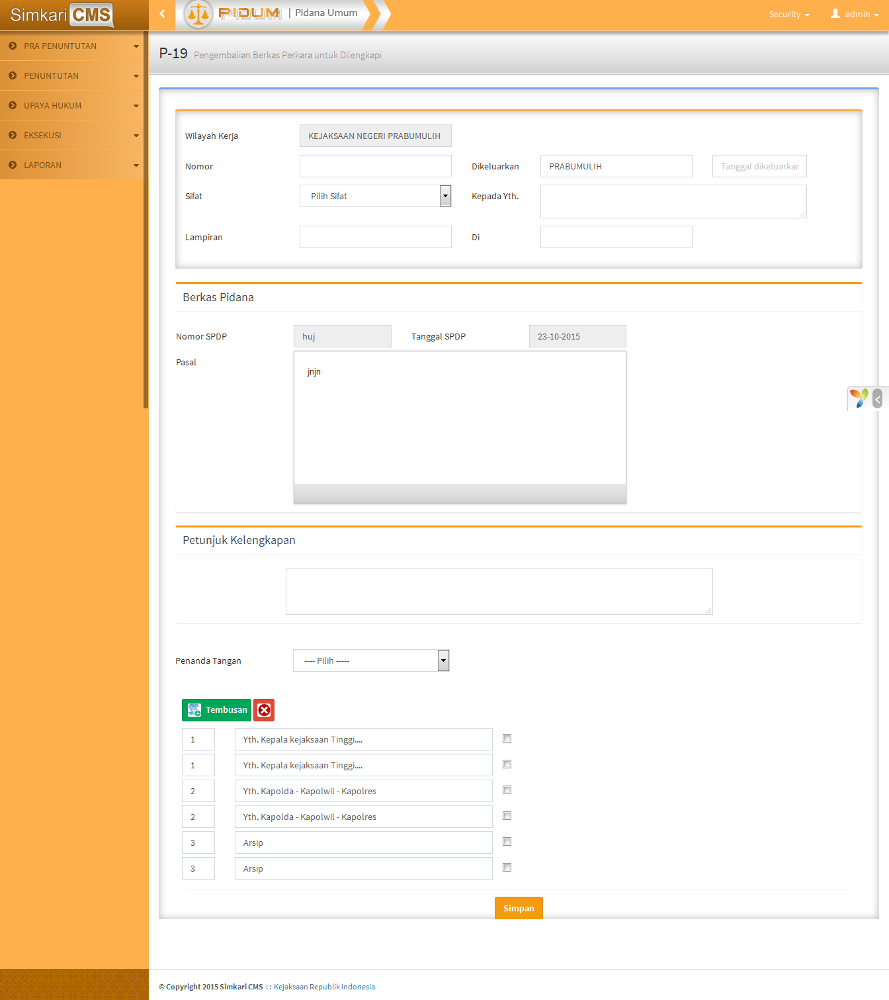 Simkari CMS
PIDUM | Pidana Umum
Security
admin
PRA PENUNTUTAN
PENUNTUTAN
UPAYA HUKUM
EKSEKUSI
LAPORAN
P-19 Pengembalian Berkas Perkara untuk Dilengkapi
Wilayah Kerja KEJAKSAAN NEGERI PRABUMULIH
Nomor Dikeluarkan PRABUMULIH Tanggal dikeluarkan
Sifat Pilih Sifat Kepada Yth.
Lampiran Di
Berkas Pidana
Nomor SPDP huj Tanggal SPDP 23-10-2015
Pasal
jnjn
Petunjuk Kelengkapan
Penanda Tangan ---- Pilih -----
Tembusan
1 Yth. Kepala kejaksaan Tinggi....
1 Yth. Kepala kejaksaan Tinggi....
2 Yth. Kapolda - Kapolwil - Kapolres
2 Yth. Kapolda - Kapolwil - Kapolres
3 Arsip
3 Arsip
Simpan
© Copyright 2015 Simkari CMS :: Kejaksaan Republik Indonesia